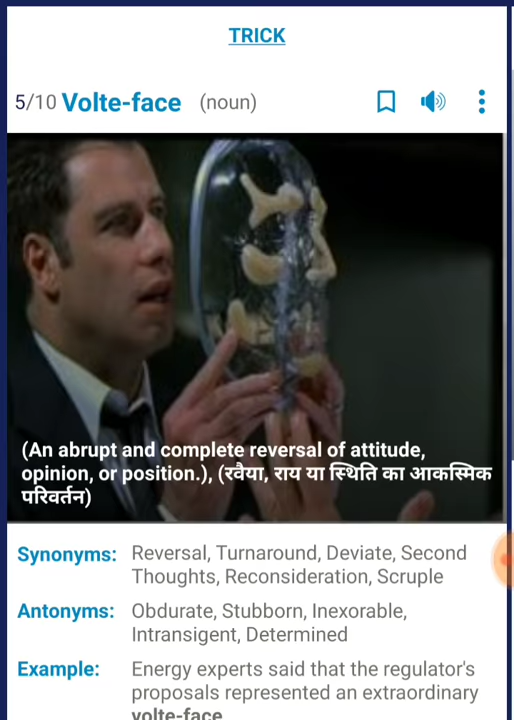 TRICK
5/10 Volte-face (noun)
(An abrupt and complete reversal of attitude,
opinion, or position.), (रवैया, राय या स्थिति का आकस्मिक
परिवर्तन)
Synonyms: Reversal, Turnaround, Deviate, Second
Thoughts, Reconsideration, Scruple
Antonyms: Obdurate, Stubborn, Inexorable,
Intransigent, Determined
Example: Energy experts said that the regulator's
proposals represented an extraordinary
volte-face